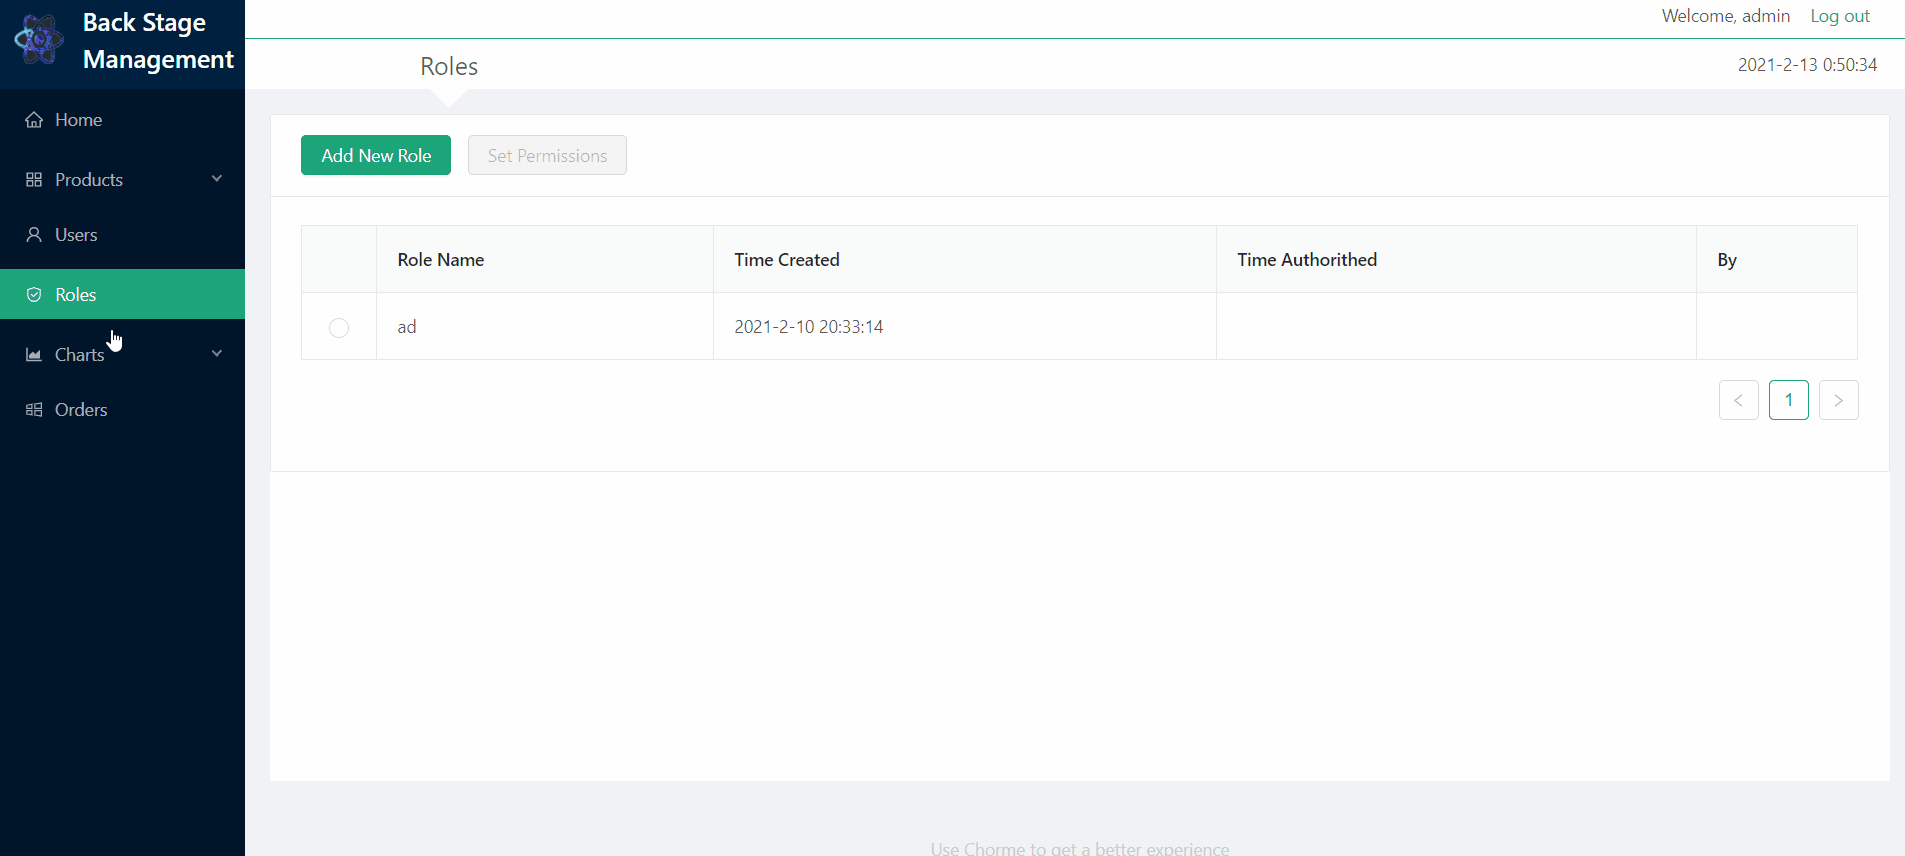 Back Stage
Management
Welcome, admin Log out
Roles
2021-2-13 0:50:34
Home
Products
Users
Roles
Charts
Orders
Add New Role Set Permissions
Role Name Time Created Time Authorithed By
ad 2021-2-10 20:33:14
< 1 >
Use Chorme to get a better experience